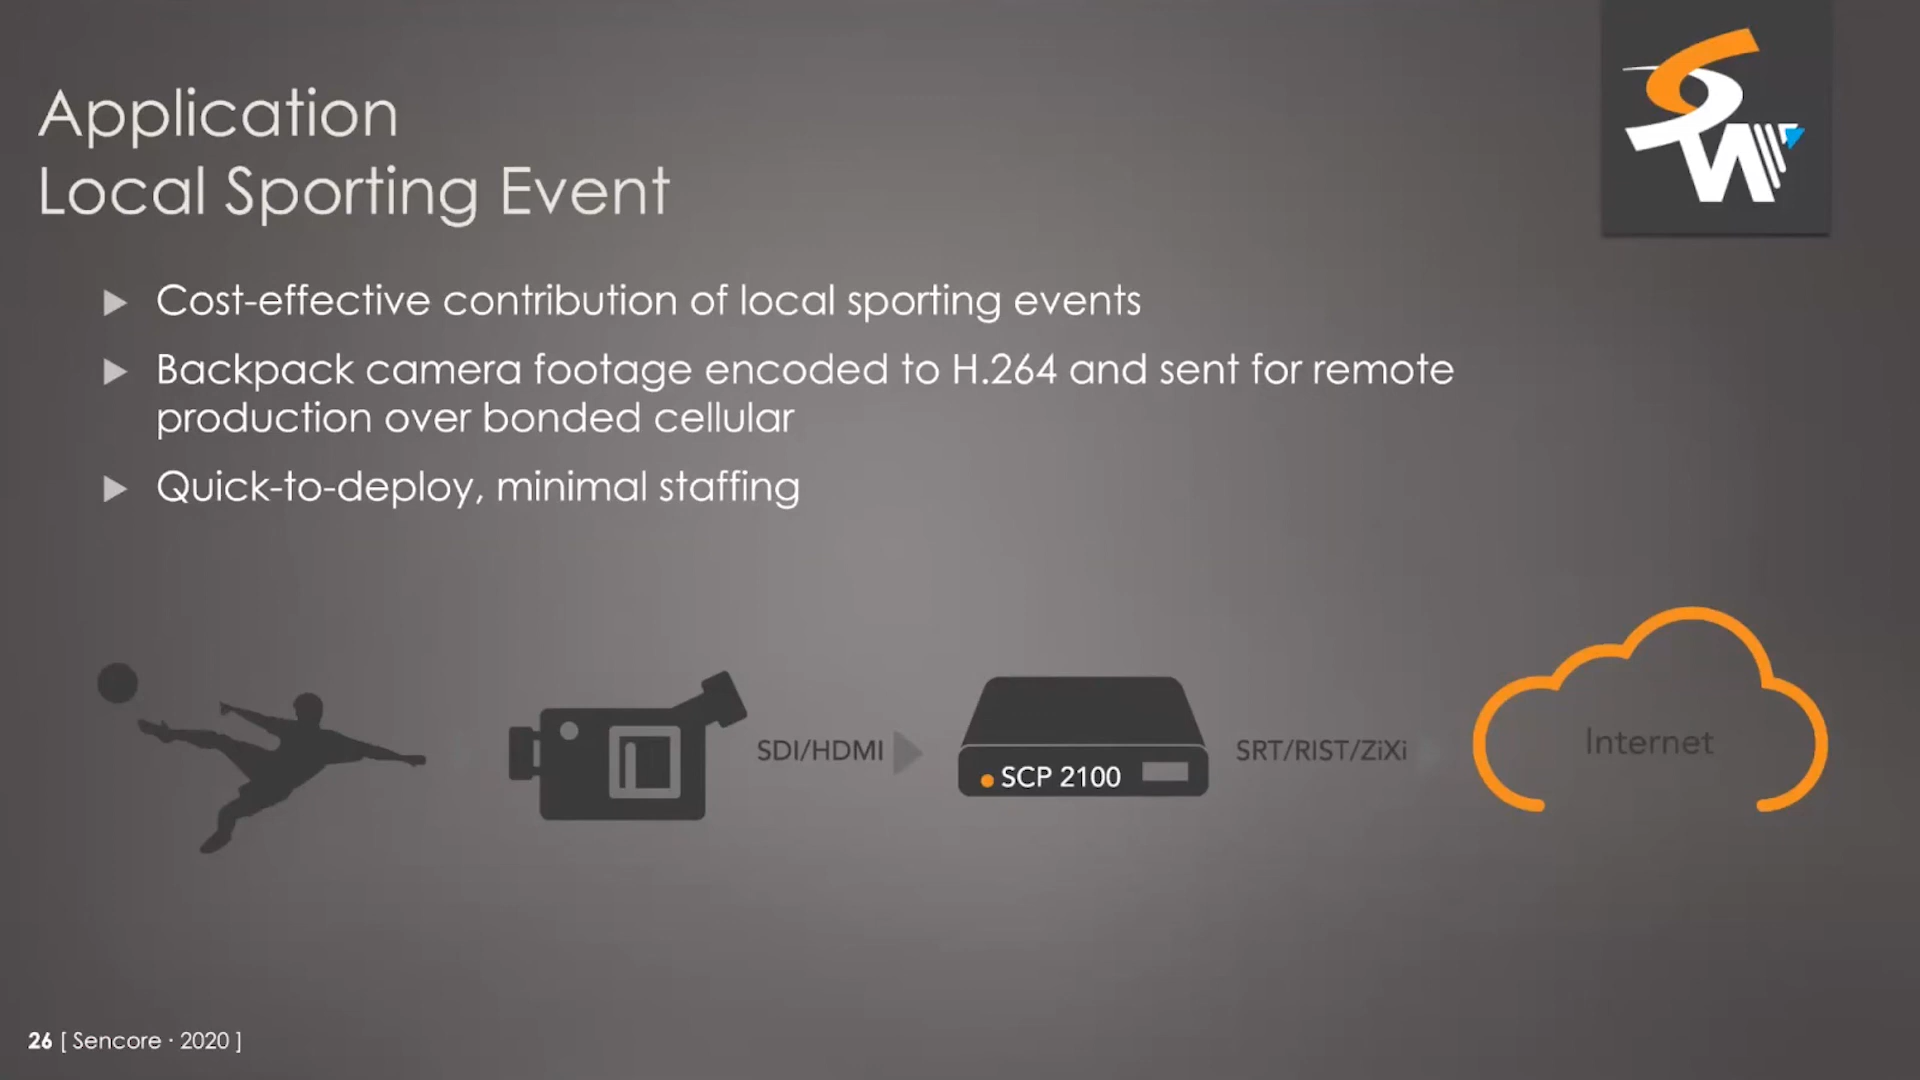 Application
Local Sporting Event
Cost-effective contribution of local sporting events
Backpack camera footage encoded to H.264 and sent for remote
production over bonded cellular
Quick-to-deploy, minimal staffing
SDI/HDMI
SCP 2100
SRT/RIST/ZiXi
Internet
26 [ Sencore · 2020 ]